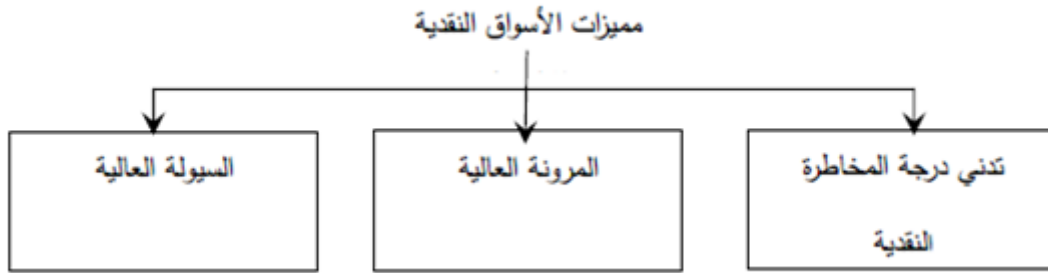 مميزات الأسواق النقدية
تدني درجة المخاطرة
النقدية
المرونة العالية
السيولة العالية